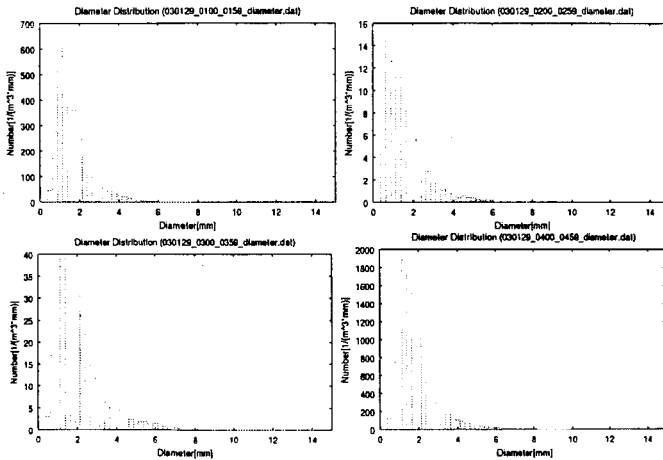 Diameter Distribution (030129_0100_0159_diameter.dat)
700
600
500
400
300
200
100
0
Number[1/(m^3*mm)]
0 2 4 6 8 10 12 14
Diameter[mm]
Diameter Distribution (030129_0200_0259_diameter.dat)
16
14
12
10
8
6
4
2
0
Number[1/(m^3*mm)]
0 2 4 6 8 10 12 14
Diameter[mm]
Diameter Distribution (030129_0300_0359_diameter.dat)
40
35
30
25
20
15
10
5
0
Number[1/(m^3*mm)]
0 2 4 6 8 10 12 14
Diameter[mm]
Diameter Distribution (030129_0400_0459_diameter.dat)
2000
1800
1600
1400
1200
1000
800
600
400
200
0
Number[1/(m^3*mm)]
0 2 4 6 8 10 12 14
Diameter[mm]